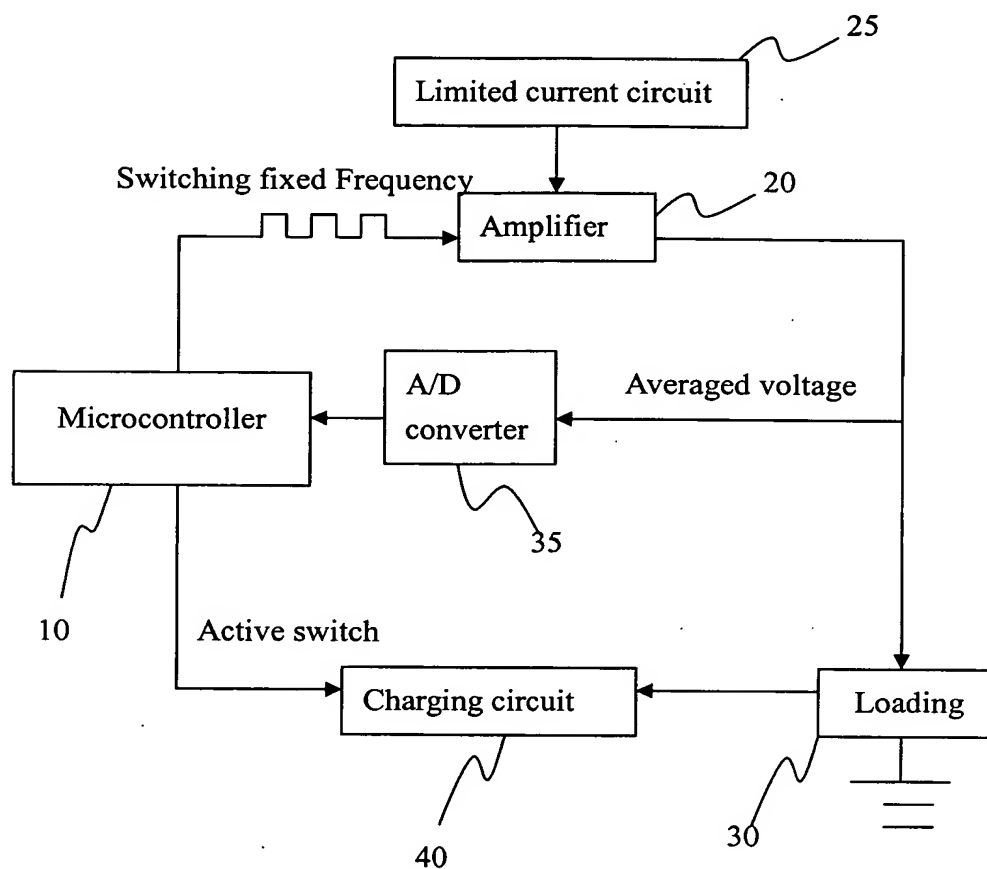 25
Limited current circuit
Switching fixed Frequency
20
Amplifier
A/D
converter
Averaged voltage
Microcontroller
35
10
Active switch
Charging circuit
Loading
30
40